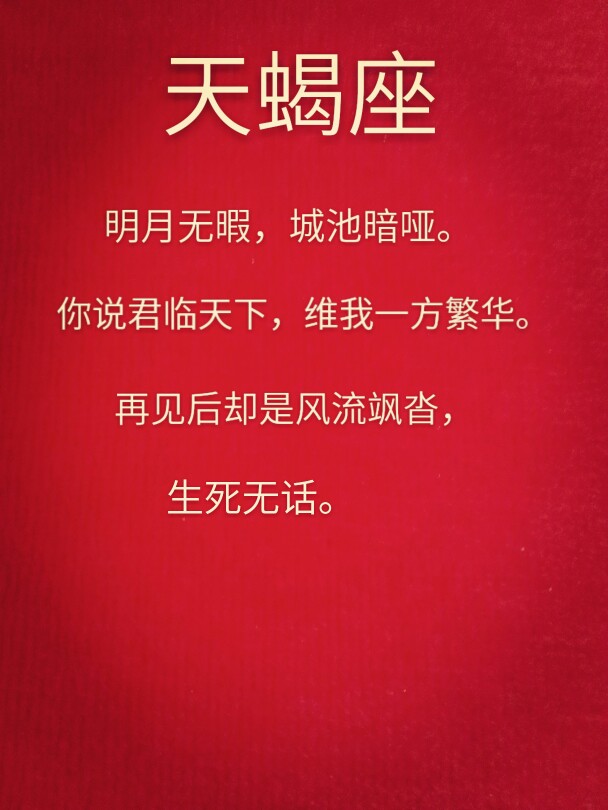 天蝎座
明月无暇，城池暗哑。
你说君临天下，维我一方繁华。
再见后却是风流飒沓，
生死无话。